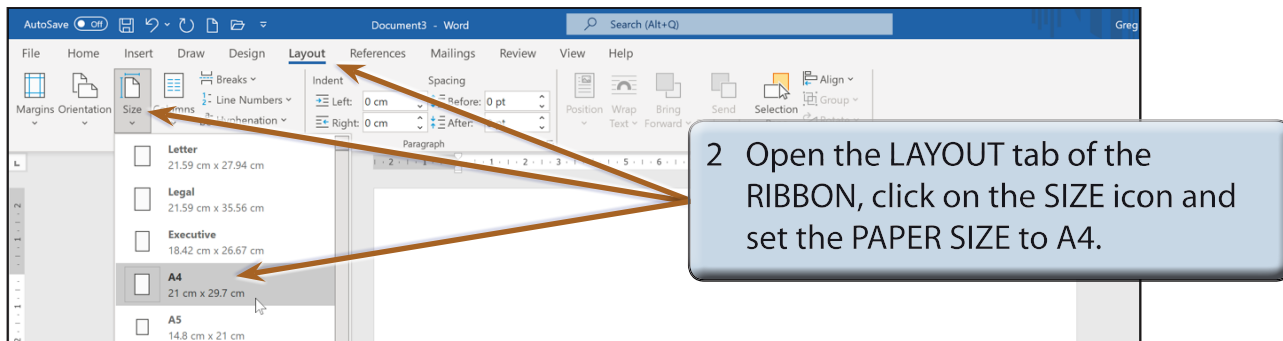 AutoSave Off Document3 - Word Search (Alt+Q) Greg
File Home Insert Draw Design Layout References Mailings Review View Help
Margins Orientation Size
Breaks
Line Numbers
Hyphenation
Indent Spacing
Left: 0 cm Before: 0 pt
Right: 0 cm After:
Paragraph
Position Wrap Text Bring Forward Send Selection
Align
Group
Rotate
Letter
21.59 cm x 27.94 cm
Legal
21.59 cm x 35.56 cm
Executive
18.42 cm x 26.67 cm
A4
21 cm x 29.7 cm
A5
14.8 cm x 21 cm
2 Open the LAYOUT tab of the
RIBBON, click on the SIZE icon and
set the PAPER SIZE to A4.